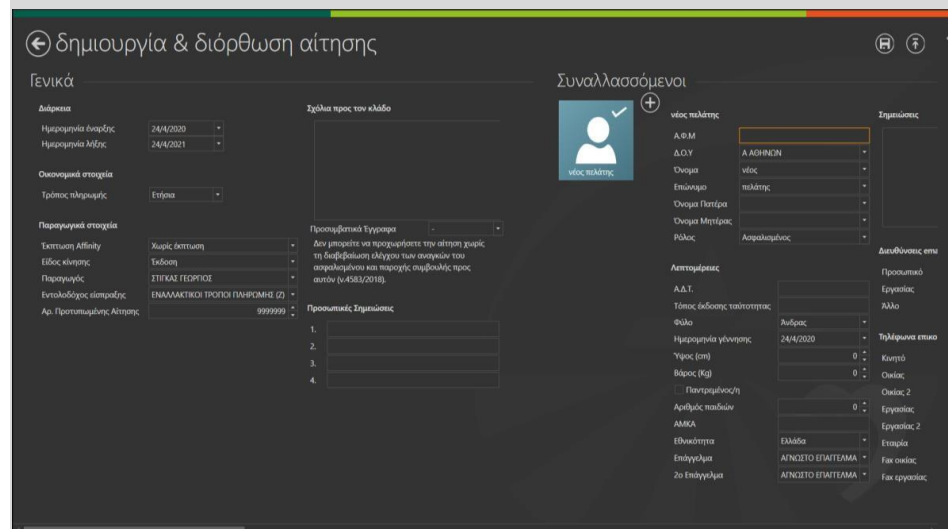 δημιουργία & διόρθωση αίτησης
Γενικά
Διάρκεια
Ημερομηνία έναρξης 24/4/2020
Ημερομηνία λήξης 24/4/2021
Οικονομικά στοιχεία
Τρόπος πληρωμής Ετήσια
Παραγωγικά στοιχεία
Έκπτωση Affinity Χωρίς έκπτωση
Είδος κίνησης Έκδοση
Παραγωγός ΣΤΙΓΚΑΣ ΓΕΩΡΓΙΟΣ
Εντολοδόχος είσπραξης ΕΝΑΛΛΑΚΤΙΚΟΙ ΤΡΟΠΟΙ ΠΛΗΡΩΜΗΣ (Ζ)
Αρ. Προτυπωμένης Αίτησης 9999999
Σχόλια προς τον κλάδο
Προσυμβατικά Έγγραφα -
Δεν μπορείτε να προχωρήσετε την αίτηση χωρίς
τη διαβεβαίωση ελέγχου των αναγκών του
ασφαλισμένου και παροχής συμβουλής προς
αυτόν (ν.4583/2018).
Προσωπικές Σημειώσεις
1.
2.
3.
4.
Συναλλασσόμενοι
νέος πελάτης
νέος πελάτης
Α.Φ.Μ
Δ.Ο.Υ Α ΑΘΗΝΩΝ
Όνομα νέος
Επώνυμο πελάτης
Όνομα Πατέρα
Όνομα Μητέρας
Ρόλος Ασφαλισμένος
Λεπτομέρειες
Α.Δ.Τ.
Τόπος έκδοσης ταύτοτητας
Φύλο Άνδρας
Ημερομηνία γέννησης 24/4/2020
Ύψος (cm) 0
Βάρος (Kg) 0
Παντρεμένος/η
Αριθμός παιδιών 0
ΑΜΚΑ
Εθνικότητα Ελλάδα
Επάγγελμα ΑΓΝΩΣΤΟ ΕΠΑΓΓΕΛΜΑ
2ο Επάγγελμα ΑΓΝΩΣΤΟ ΕΠΑΓΓΕΛΜΑ
Σημειώσεις
Διευθύνσεις ema
Προσωπικό
Εργασίας
Άλλο
Τηλέφωνα επικο
Κινητό
Οικίας
Οικίας 2
Εργασίας
Εργασίας 2
Εταιρία
Fax οικίας
Fax εργασίας